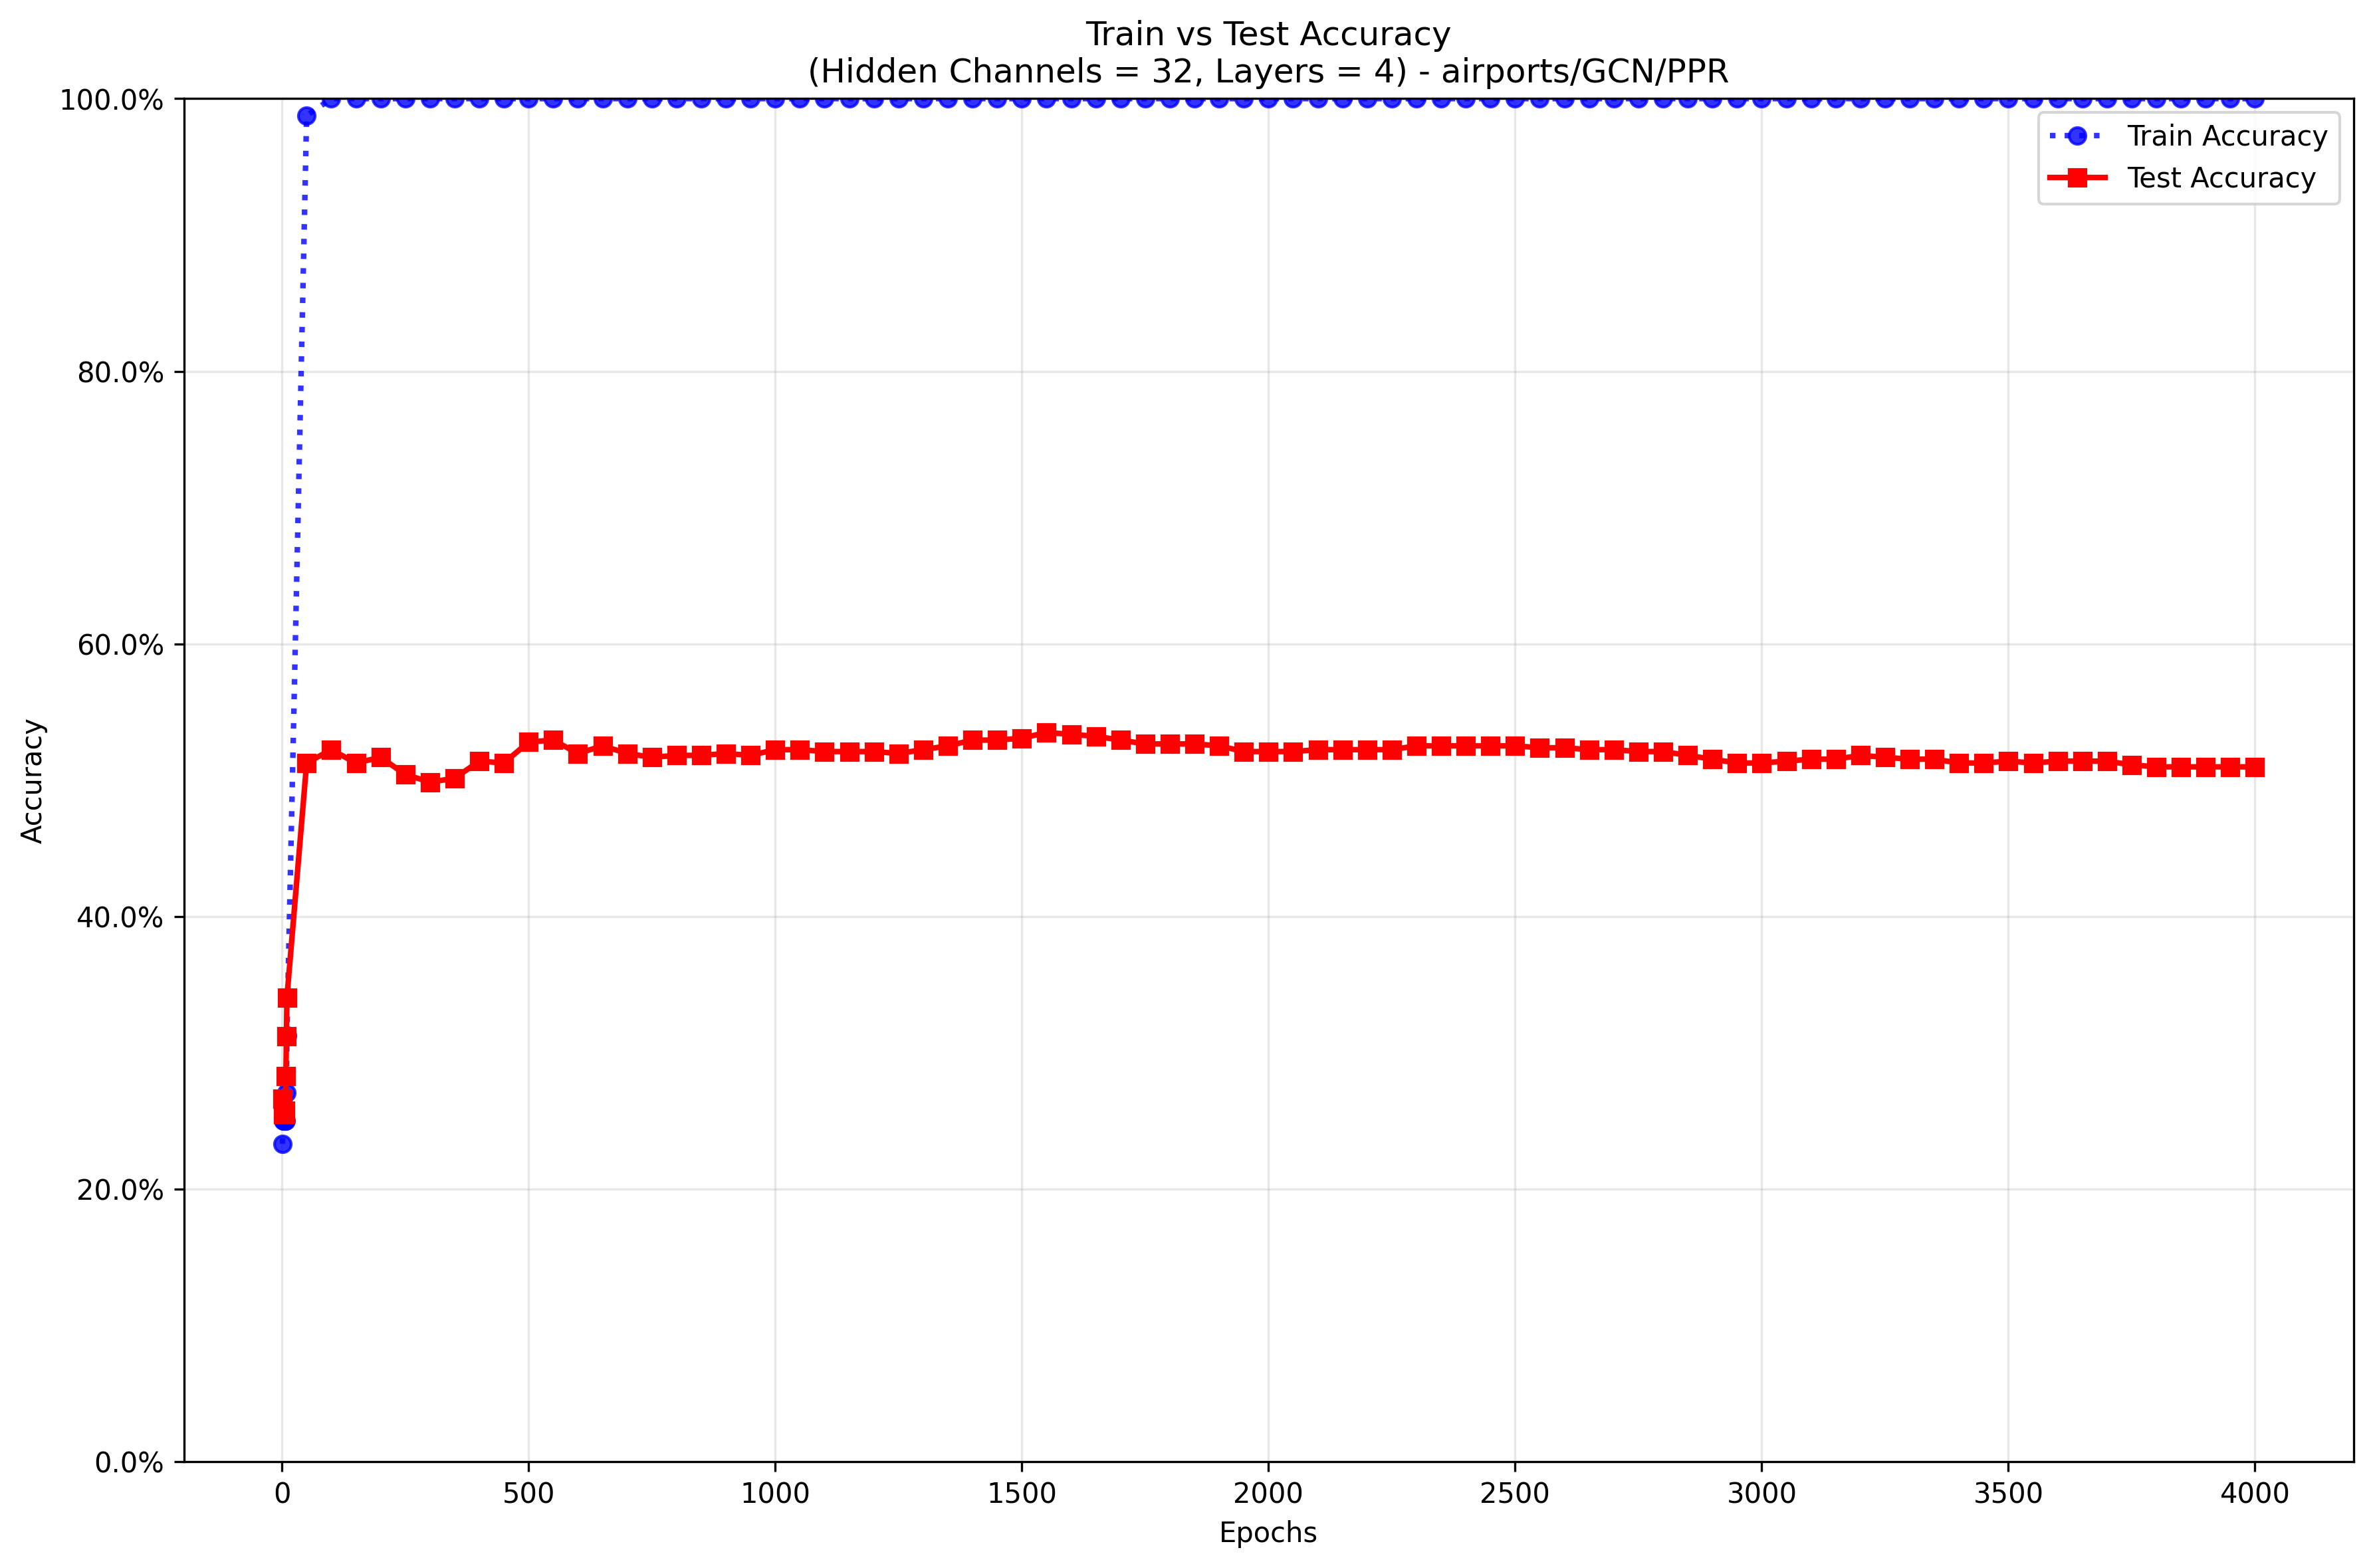 Train vs Test Accuracy
(Hidden Channels = 32, Layers = 4) - airports/GCN/PPR
100.0%
80.0%
60.0%
40.0%
20.0%
0.0%
Accuracy
Train Accuracy
Test Accuracy
0 500 1000 1500 2000 2500 3000 3500 4000
Epochs